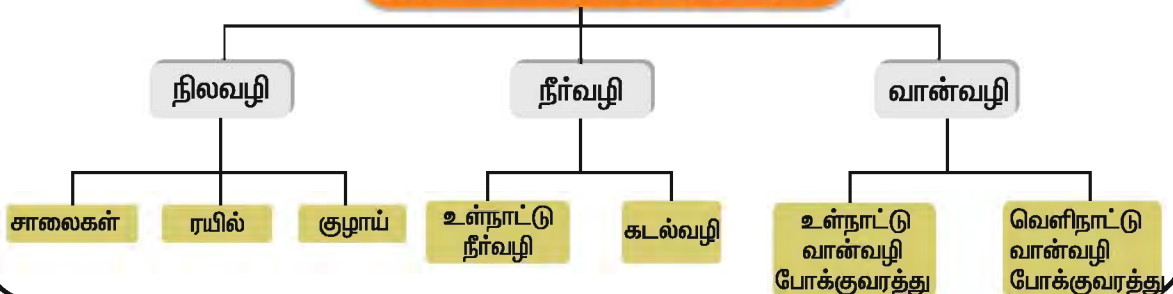 நிலவழி
நீர்வழி
வான்வழி
சாலைகள்
ரயில்
குழாய்
உள்நாட்டு
நீர்வழி
கடல்வழி
உள்நாட்டு
வான்வழி
போக்குவரத்து
வெளிநாட்டு
வான்வழி
போக்குவரத்து